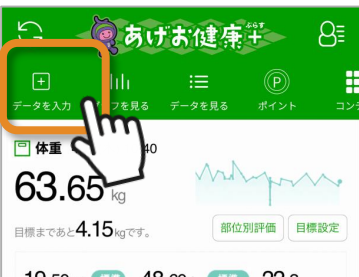 あげお健康+ぷらす
データを入力 フを見る データを見る Ⓟ ポイント コン
体重 40
63.65 kg
目標まであと4.15kgです。
部位別評価 目標設定